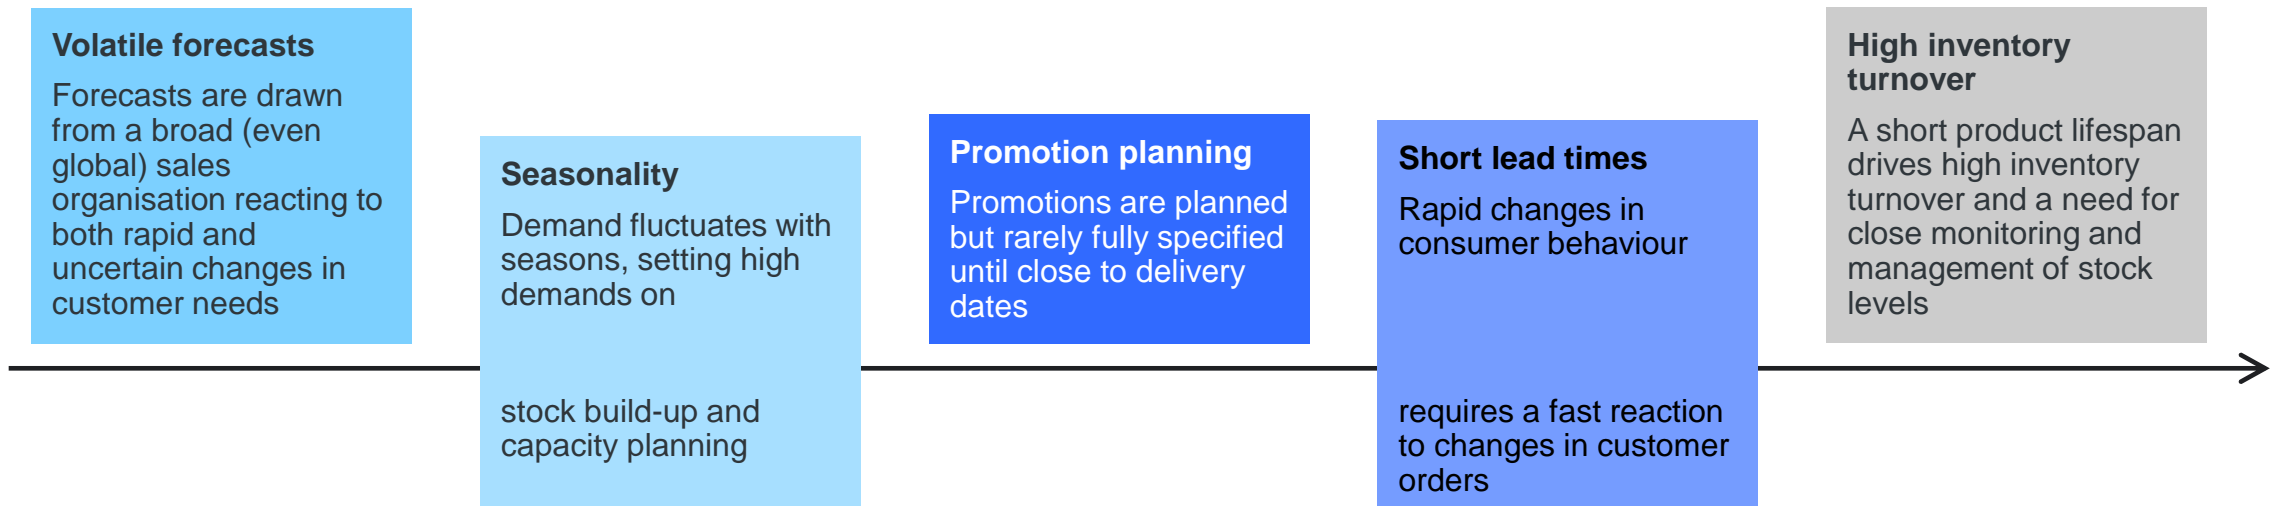 Volatile forecasts
Forecasts are drawn
from a broad (even
global) sales
organisation reacting to
both rapid and
uncertain changes in
customer needs
Seasonality
Demand fluctuates with
seasons, setting high
demands on
stock build-up and
capacity planning
Promotion planning
Promotions are planned
but rarely fully specified
until close to delivery
dates
Short lead times
Rapid changes in
consumer behaviour
requires a fast reaction
to changes in customer
orders
High inventory
turnover
A short product lifespan
drives high inventory
turnover and a need for
close monitoring and
management of stock
levels